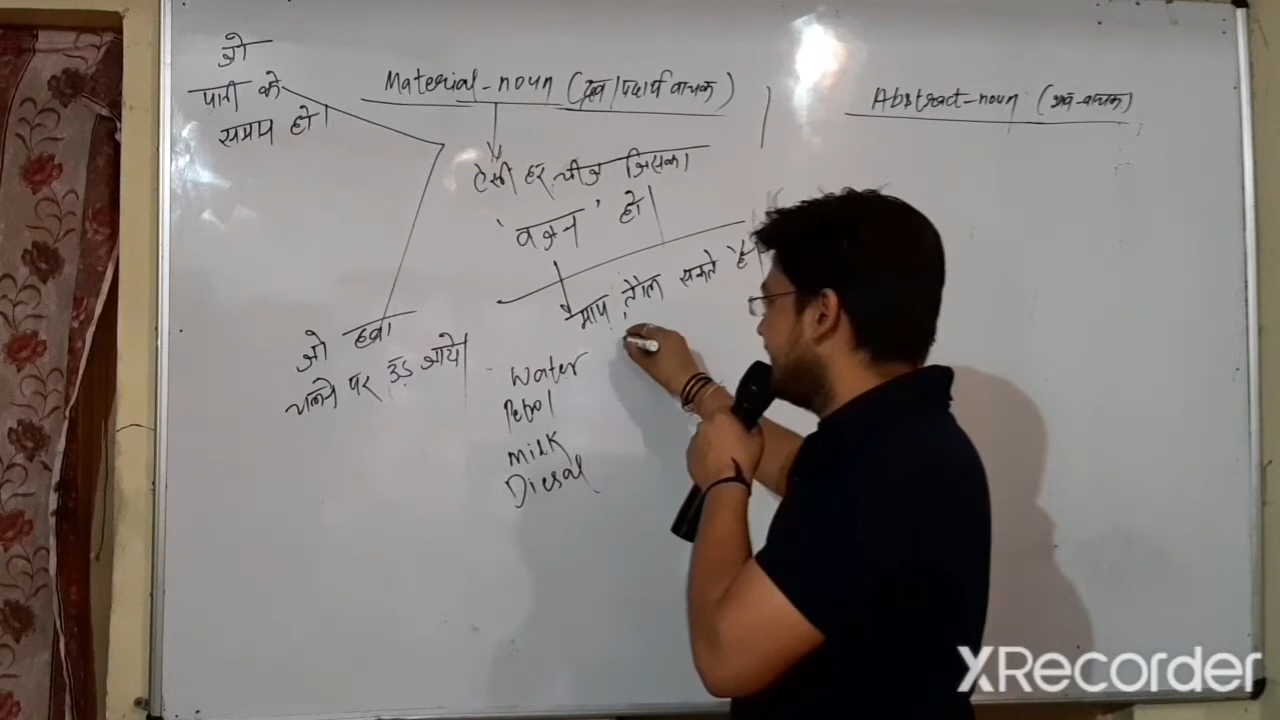 जो
पानी को
समाप हो।
Material-noun (द्रव्य/पदार्थ वाचक)
Abstract-noun (भाव-वाचक)
ऐसी हर चीज जिसका
'वजन' हो।
माप, तौल सकते है।
जो हवा
चलने पर उड़ जाये।
Water
Petrol
milk
Diesal
XRecorder